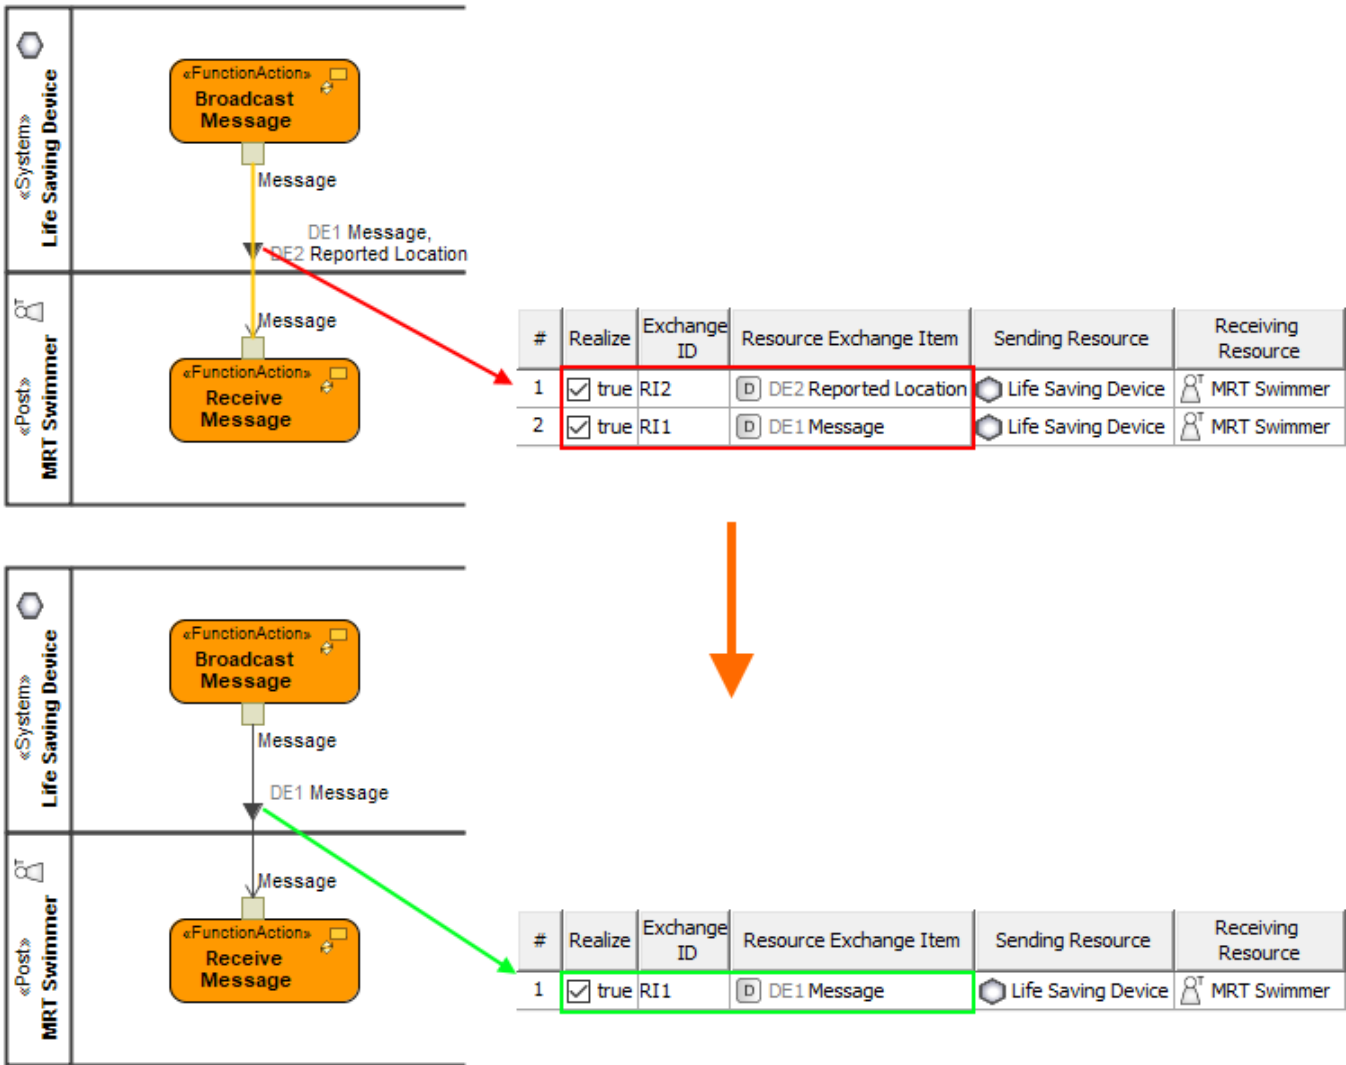 «System»
Life Saving Device
«FunctionAction»
Broadcast
Message
Message
DE1 Message,
DE2 Reported Location
«Post»
MRT Swimmer
Message
«FunctionAction»
Receive
Message
# Realize Exchange ID Resource Exchange Item Sending Resource Receiving Resource
1 true RI2 D DE2 Reported Location Life Saving Device MRT Swimmer
2 true RI1 D DE1 Message Life Saving Device MRT Swimmer
«System»
Life Saving Device
«FunctionAction»
Broadcast
Message
Message
DE1 Message
«Post»
MRT Swimmer
Message
«FunctionAction»
Receive
Message
# Realize Exchange ID Resource Exchange Item Sending Resource Receiving Resource
1 true RI1 D DE1 Message Life Saving Device MRT Swimmer